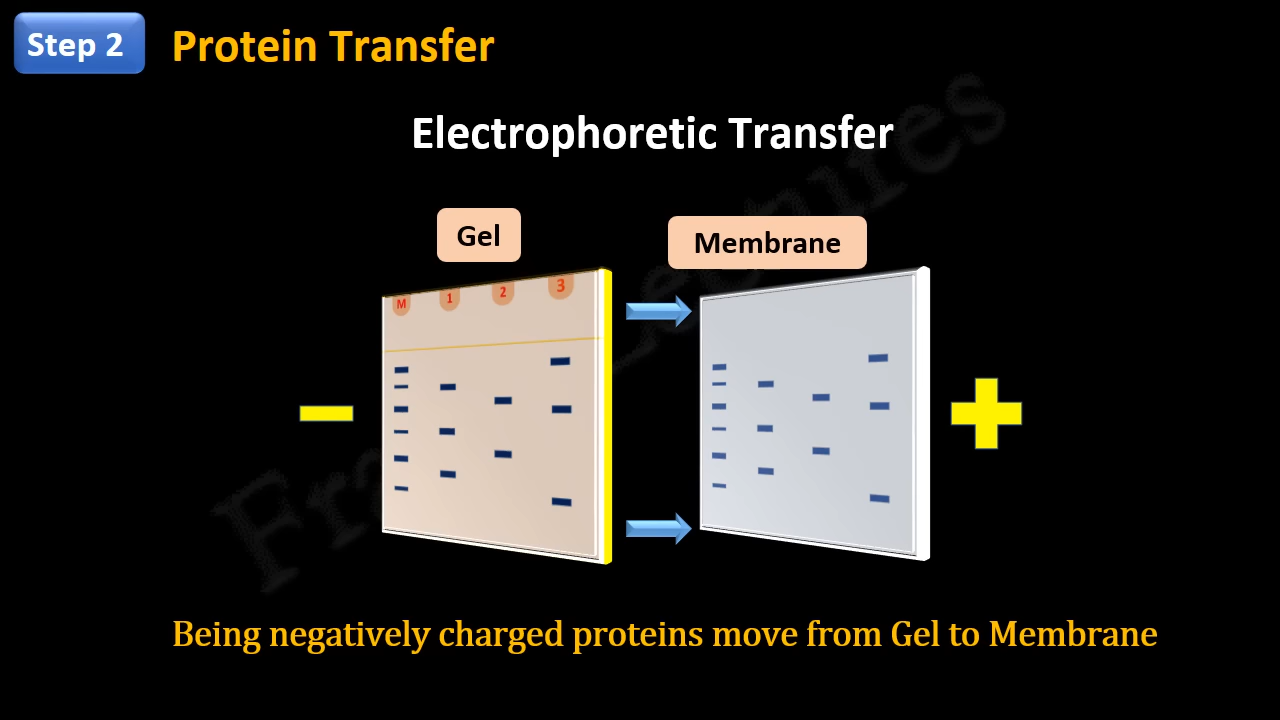 Step 2
Protein Transfer
Electrophoretic Transfer
Gel
Membrane
M 1 2 3
Being negatively charged proteins move from Gel to Membrane